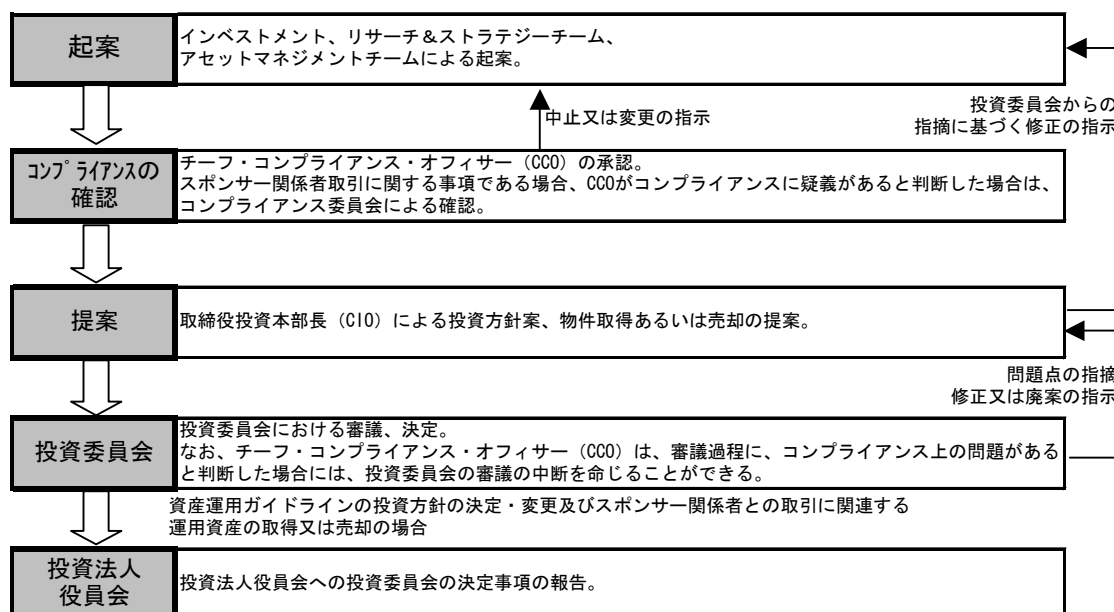 起案
インベストメント、リサーチ&ストラテジーチーム、
アセットマネジメントチームによる起案。
中止又は変更の指示
投資委員会からの
指摘に基づく修正の指示
コンプライアンスの
確認
チーフ・コンプライアンス・オフィサー（CCO）の承認。
スポンサー関係者取引に関する事項である場合、CCOがコンプライアンスに疑義があると判断した場合は、
コンプライアンス委員会による確認。
提案
取締役投資本部長（CIO）による投資方針案、物件取得あるいは売却の提案。
問題点の指摘
修正又は廃案の指示
投資委員会
投資委員会における審議、決定。
なお、チーフ・コンプライアンス・オフィサー（CCO）は、審議過程に、コンプライアンス上の問題がある
と判断した場合には、投資委員会の審議の中断を命じることができる。
資産運用ガイドラインの投資方針の決定・変更及びスポンサー関係者との取引に関連する
運用資産の取得又は売却の場合
投資法人
役員会
投資法人役員会への投資委員会の決定事項の報告。